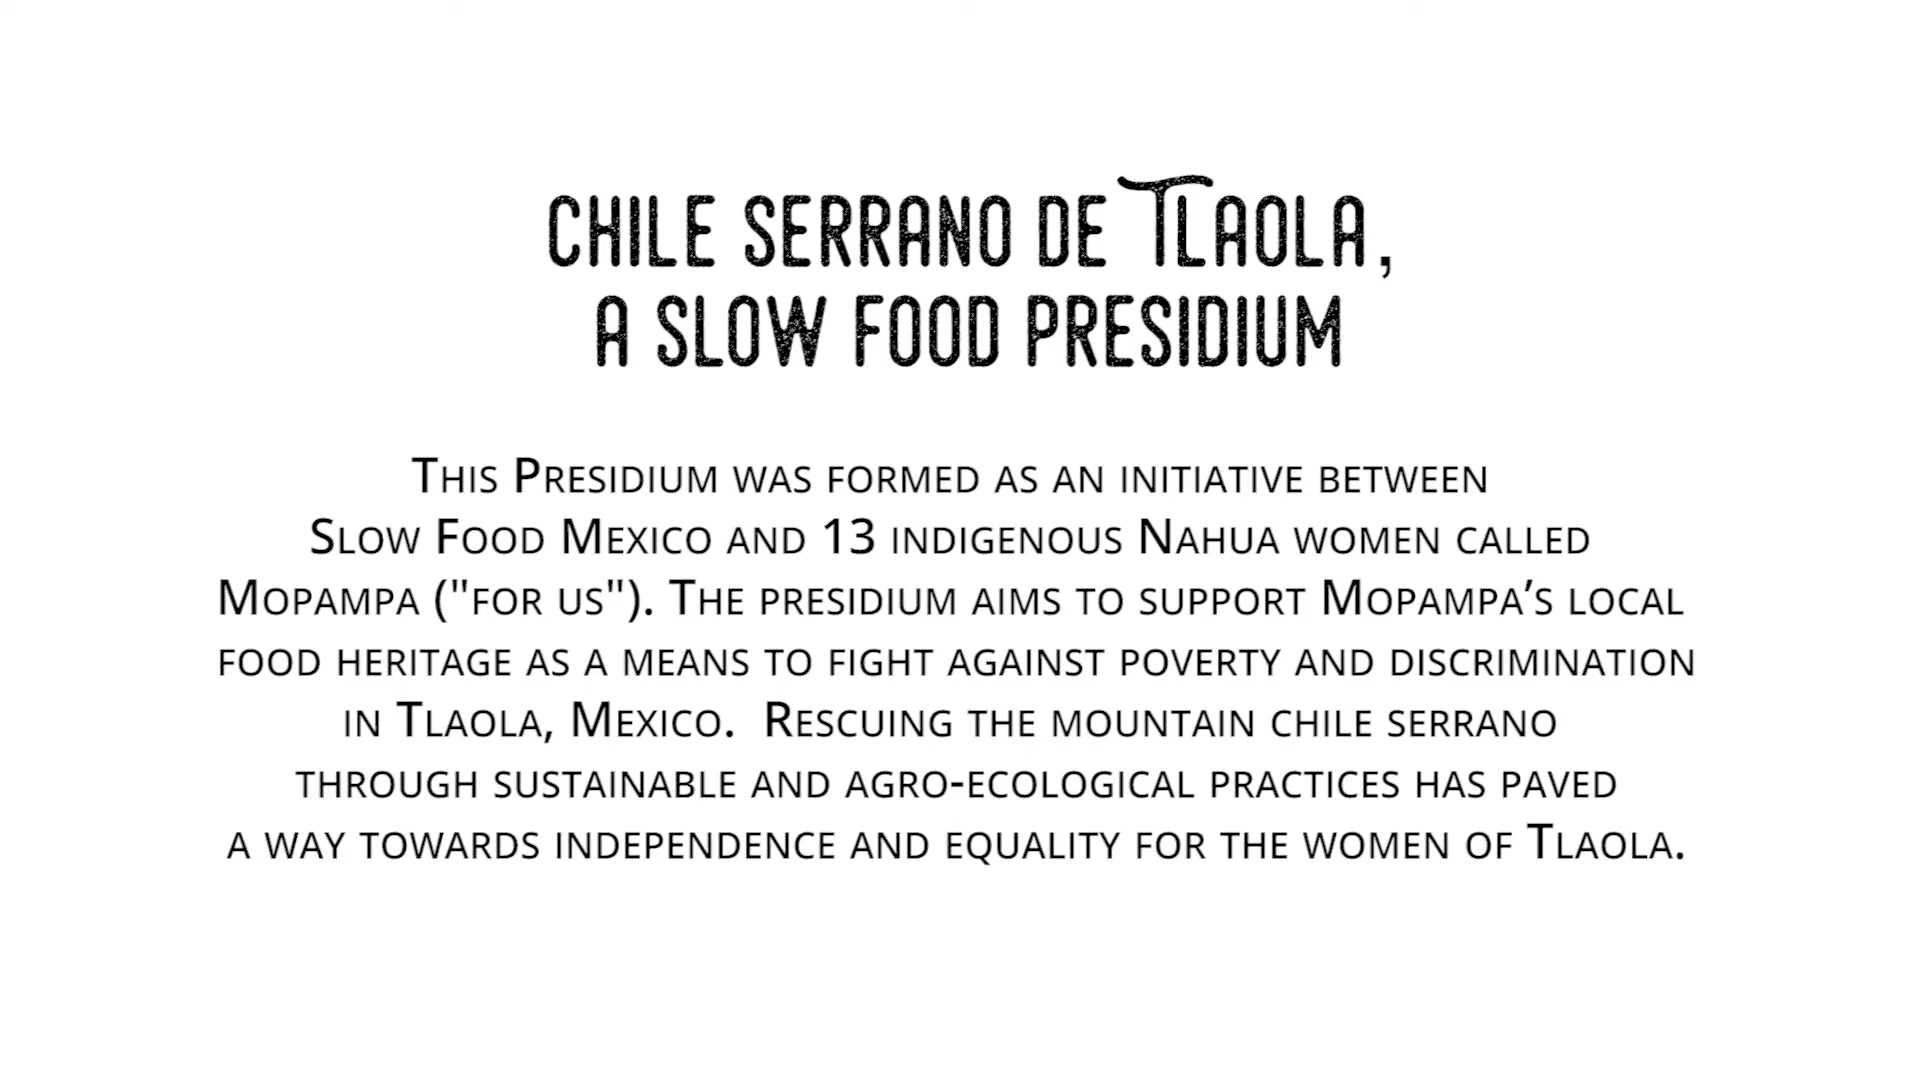 CHILE SERRANO DE TLAOLA,
A SLOW FOOD PRESIDIUM
This Presidium was formed as an initiative between
Slow Food Mexico and 13 indigenous Nahua women called
Mopampa ("for us"). The presidium aims to support Mopampa’s local
food heritage as a means to fight against poverty and discrimination
in Tlaola, Mexico.  Rescuing the mountain chile serrano
through sustainable and agro-ecological practices has paved
a way towards independence and equality for the women of Tlaola.